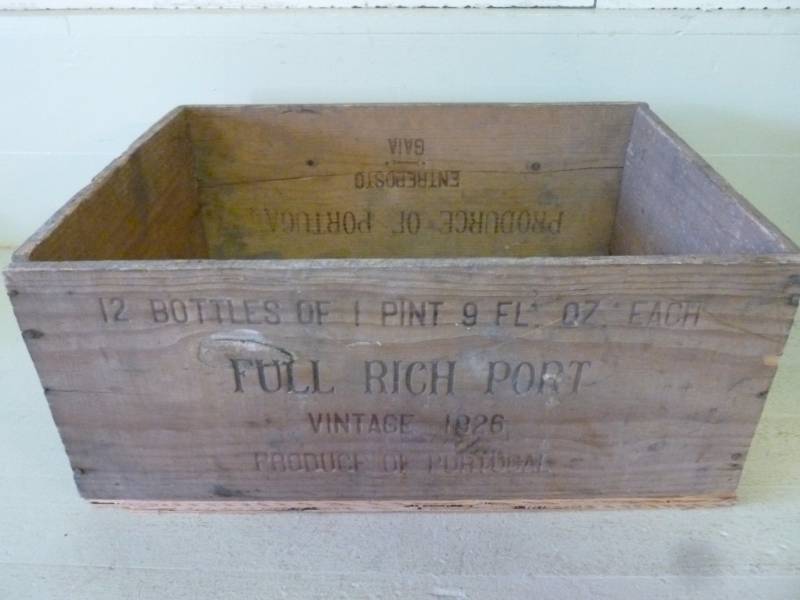 GAIA
ENTREPOSTO
PRODURCE OF PORTUGAL
12 BOTTLES OF 1 PINT 9 FL. OZ. EACH
FULL RICH PORT
VINTAGE 1926
PRODUCE OF PORTUGAL